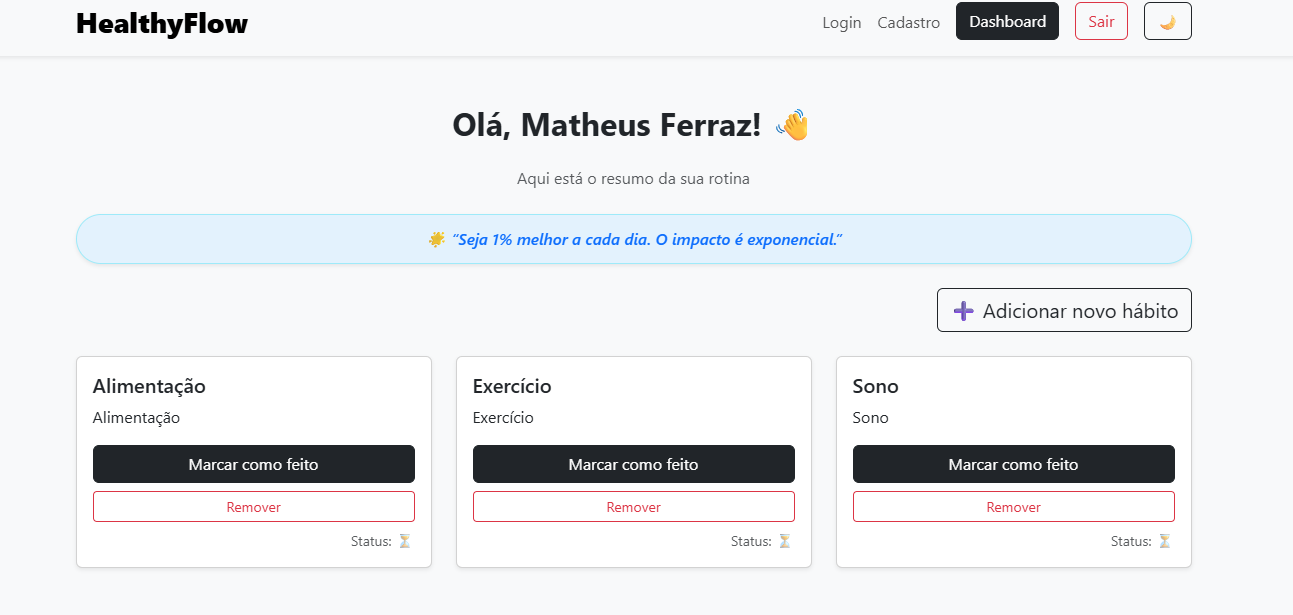 HealthyFlow
Login Cadastro Dashboard Sair 🌙
Olá, Matheus Ferraz! 👋
Aqui está o resumo da sua rotina
🌟 “Seja 1% melhor a cada dia. O impacto é exponencial.”
➕ Adicionar novo hábito
Alimentação
Alimentação
Marcar como feito
Remover
Status: ⏳
Exercício
Exercício
Marcar como feito
Remover
Status: ⏳
Sono
Sono
Marcar como feito
Remover
Status: ⏳